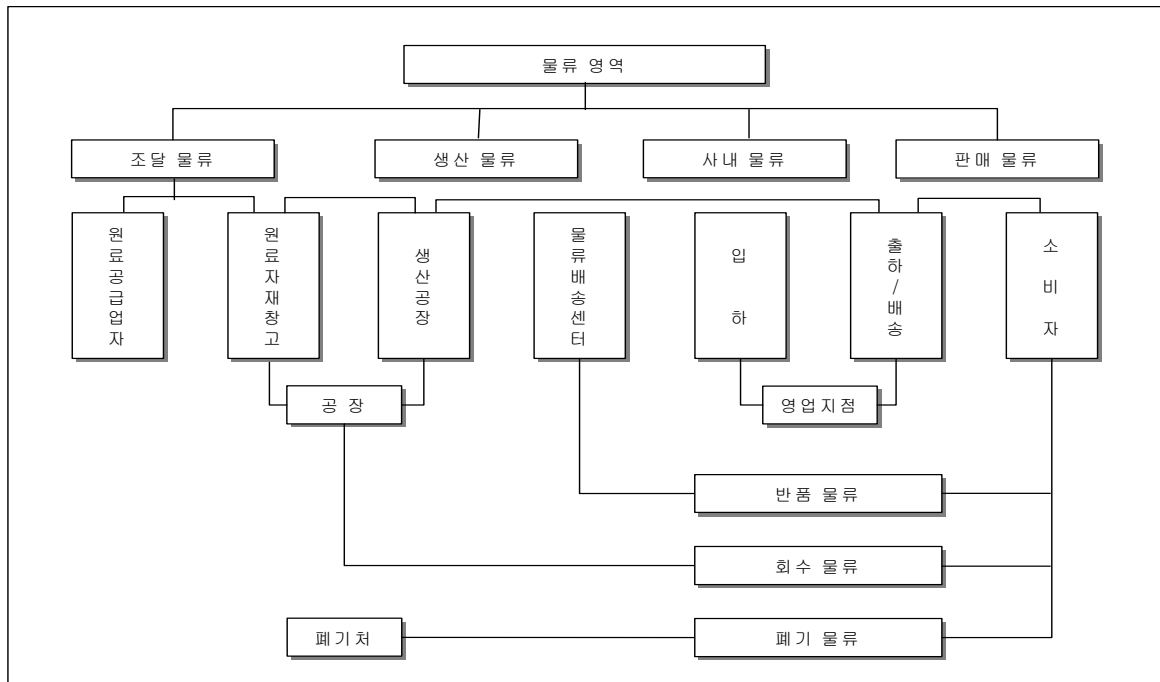 물류 영역
조달 물류
생산 물류
사내 물류
판매 물류
원료공급업자
원료자재창고
생산공장
물류배송센터
입하
출하/배송
소비자
공 장
영업지점
반품 물류
회수 물류
폐기처
폐기 물류